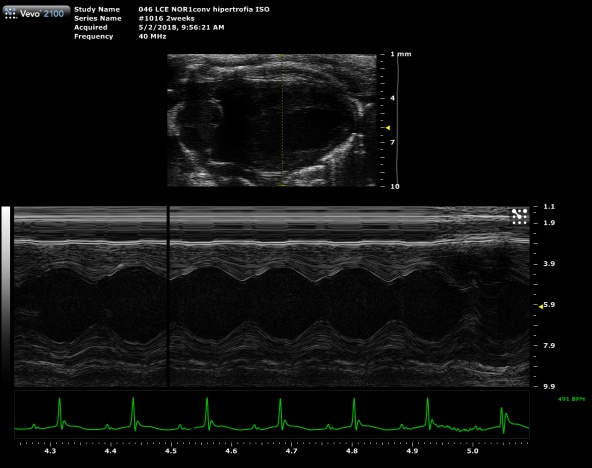 Vevo 2100
Study Name 046 LCE NOR1conv hipertrofia ISO
Series Name #1016 2weeks
Acquired 5/2/2018, 9:56:21 AM
Frequency 40 MHz
1 mm
4
7
10
1.1
1.9
3.9
5.9
7.9
9.9
491 BPM
4.3 4.4 4.5 4.6 4.7 4.8 4.9 5.0